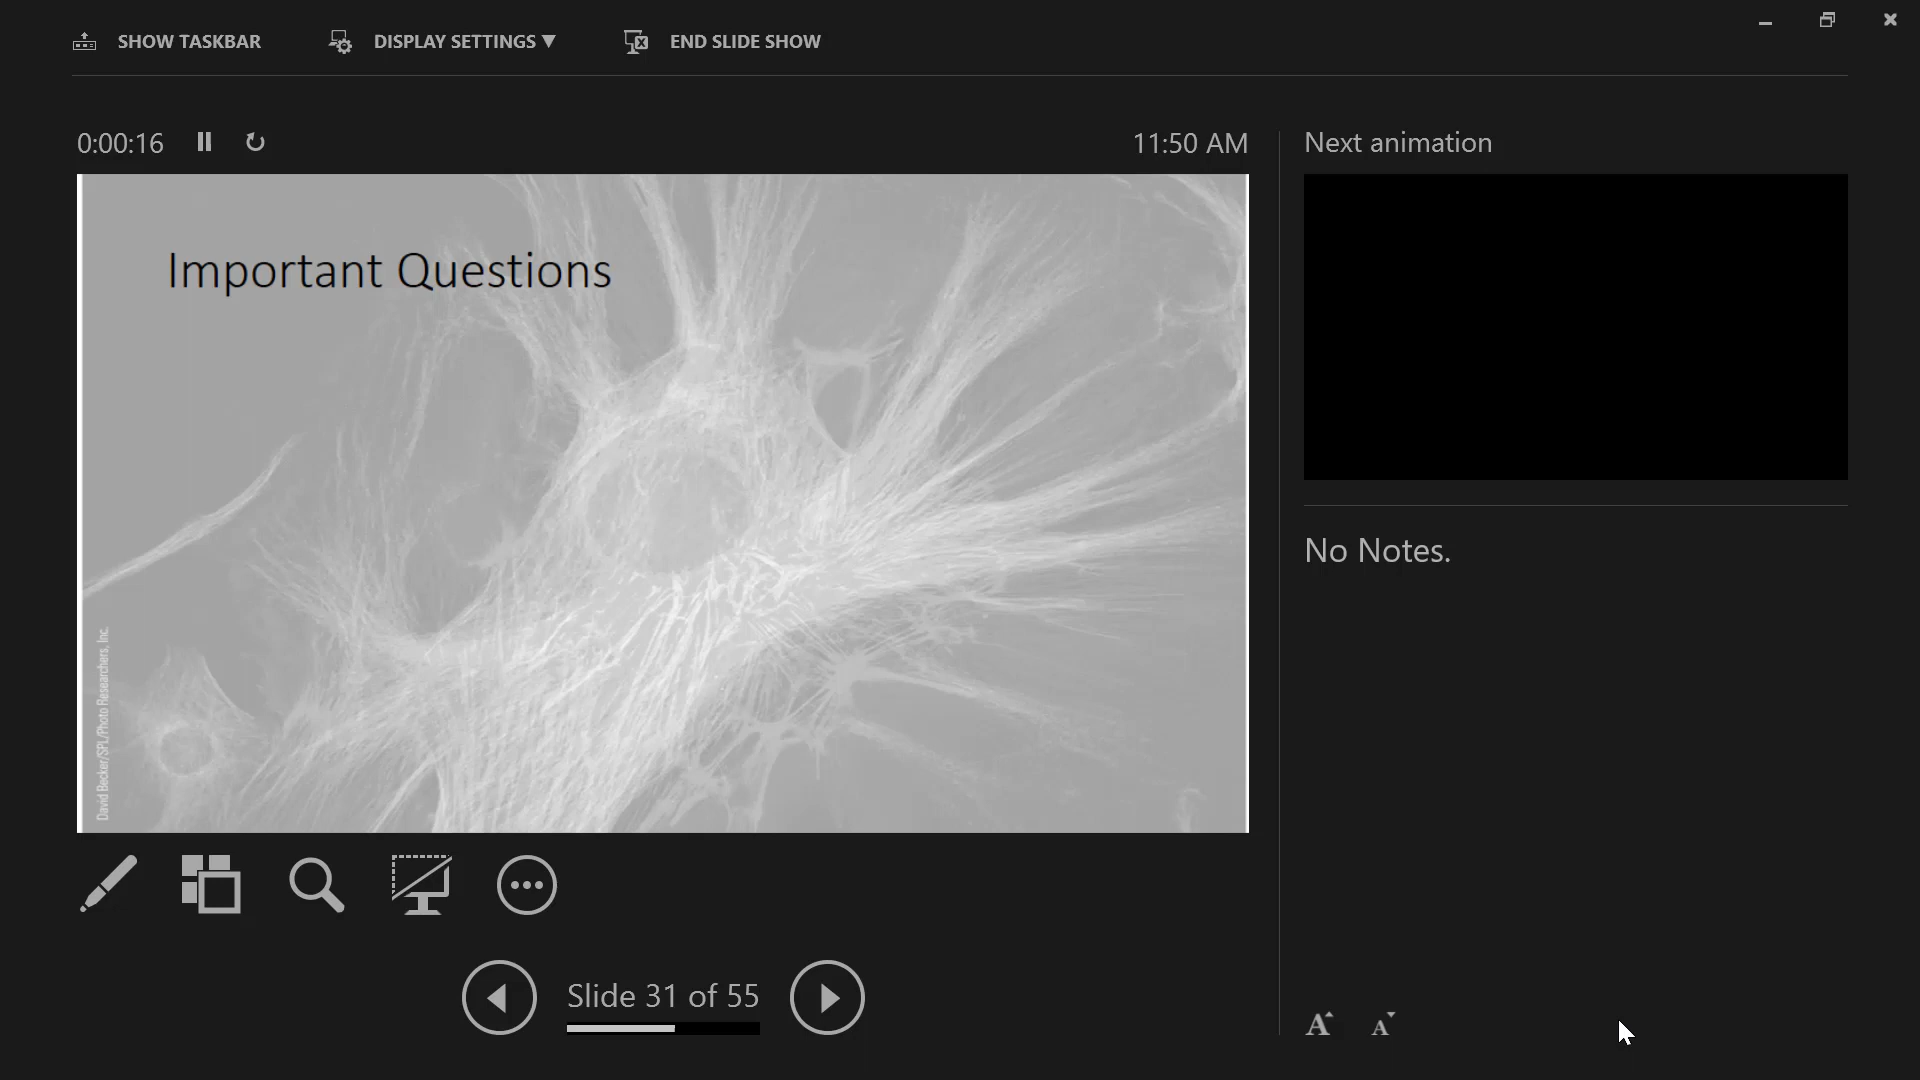 SHOW TASKBAR
DISPLAY SETTINGS ▼
END SLIDE SHOW
0:00:16
11:50 AM
Next animation
Important Questions
David Becker/SPL/Photo Researchers, Inc.
No Notes.
Slide 31 of 55
A
A